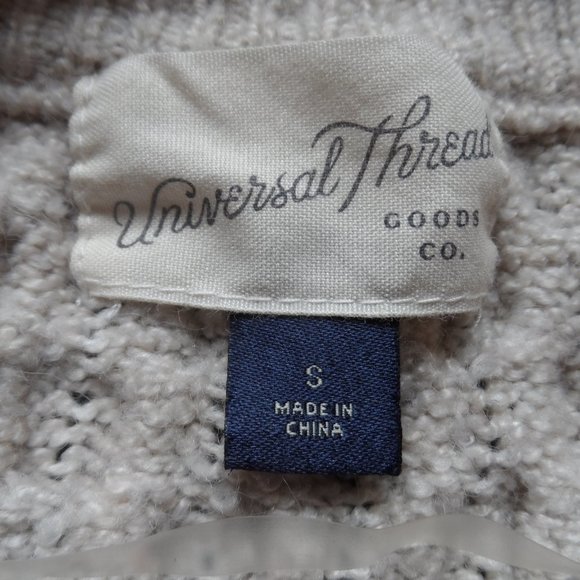 Universal Thread
GOODS
CO.
S
MADE IN
CHINA